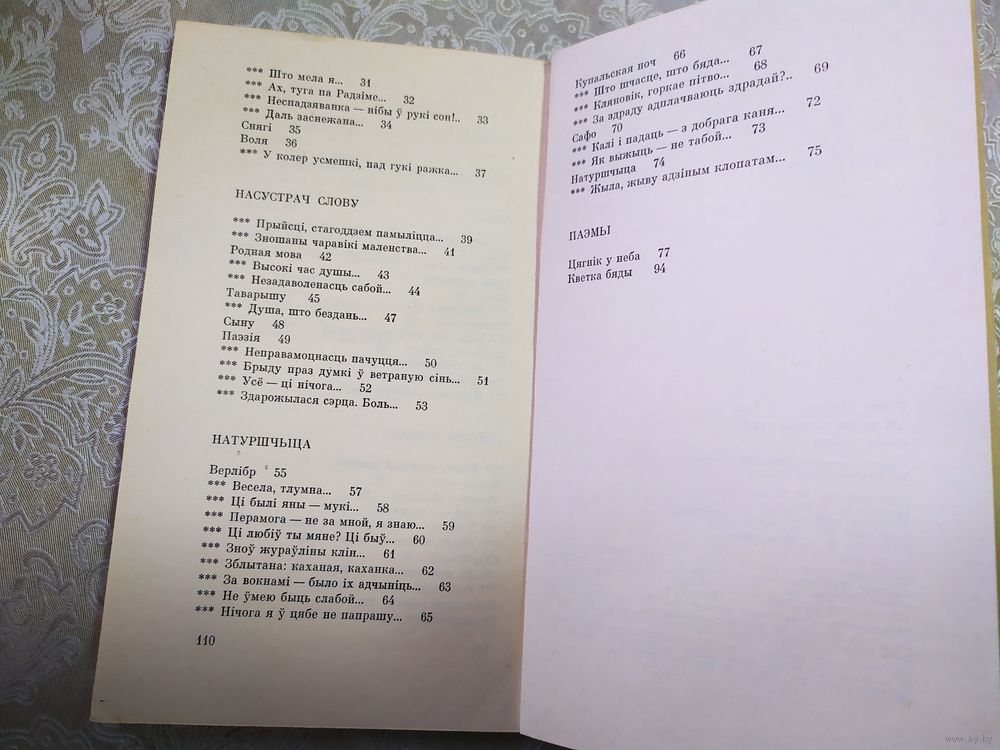 *** Што мела я... 31
*** Ах, туга па Радзіме... 32
*** Неспадзяванка — нібы ў рукі сон!.. 33
*** Даль заснежана... 34
Снягі 35
Воля 36
*** У колер усмешкі, пад гукі ражка... 37
НАСУСТРАЧ СЛОВУ
*** Прыйсці, стагоддзем памыліцца... 39
*** Зношаны чаравікі маленства... 41
Родная мова 42
*** Высокі час душы... 43
*** Незадаволенасць сабой... 44
Таварышу 45
*** Душа, што бездань... 47
Сыну 48
Паэзія 49
*** Неправамоцнасць пачуцця... 50
*** Брыду праз думкі ў ветраную сінь... 51
*** Усё — ці нічога... 52
*** Здарожылася сэрца. Боль... 53
НАТУРШЧЫЦА
Верлібр 55
*** Весела, тлумна... 57
*** Ці былі яны — мукі... 58
*** Перамога — не за мной, я знаю... 59
*** Ці любіў ты мяне? Ці быў... 60
*** Зноў жураўліны клін... 61
*** Зблытана: каханая, каханка... 62
*** За вокнамі — было іх адчыніць... 63
*** Не ўмею быць слабой... 64
*** Нічога я ў цябе не папрашу... 65
110
Купальская ноч 66
*** Што шчасце, што бяда... 67
*** Кляповік, горкае пітво... 68
*** За здраду адплачваюць здрадай?.. 69
Сафо 70
*** Калі і падаць — з добрага каня... 72
*** Як выжыць — не табой... 73
Натуршчыца 74
*** Жыла, жыву адзіным клопатам... 75
ПАЭМЫ
Цягнік у неба 77
Кветка бяды 94
www.ay.by